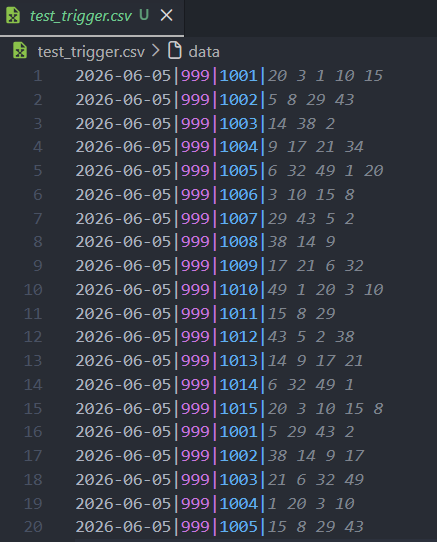 test_trigger.csv U ×
test_trigger.csv > data
1 2026-06-05|999|1001|20 3 1 10 15
2 2026-06-05|999|1002|5 8 29 43
3 2026-06-05|999|1003|14 38 2
4 2026-06-05|999|1004|9 17 21 34
5 2026-06-05|999|1005|6 32 49 1 20
6 2026-06-05|999|1006|3 10 15 8
7 2026-06-05|999|1007|29 43 5 2
8 2026-06-05|999|1008|38 14 9
9 2026-06-05|999|1009|17 21 6 32
10 2026-06-05|999|1010|49 1 20 3 10
11 2026-06-05|999|1011|15 8 29
12 2026-06-05|999|1012|43 5 2 38
13 2026-06-05|999|1013|14 9 17 21
14 2026-06-05|999|1014|6 32 49 1
15 2026-06-05|999|1015|20 3 10 15 8
16 2026-06-05|999|1001|5 29 43 2
17 2026-06-05|999|1002|38 14 9 17
18 2026-06-05|999|1003|21 6 32 49
19 2026-06-05|999|1004|1 20 3 10
20 2026-06-05|999|1005|15 8 29 43